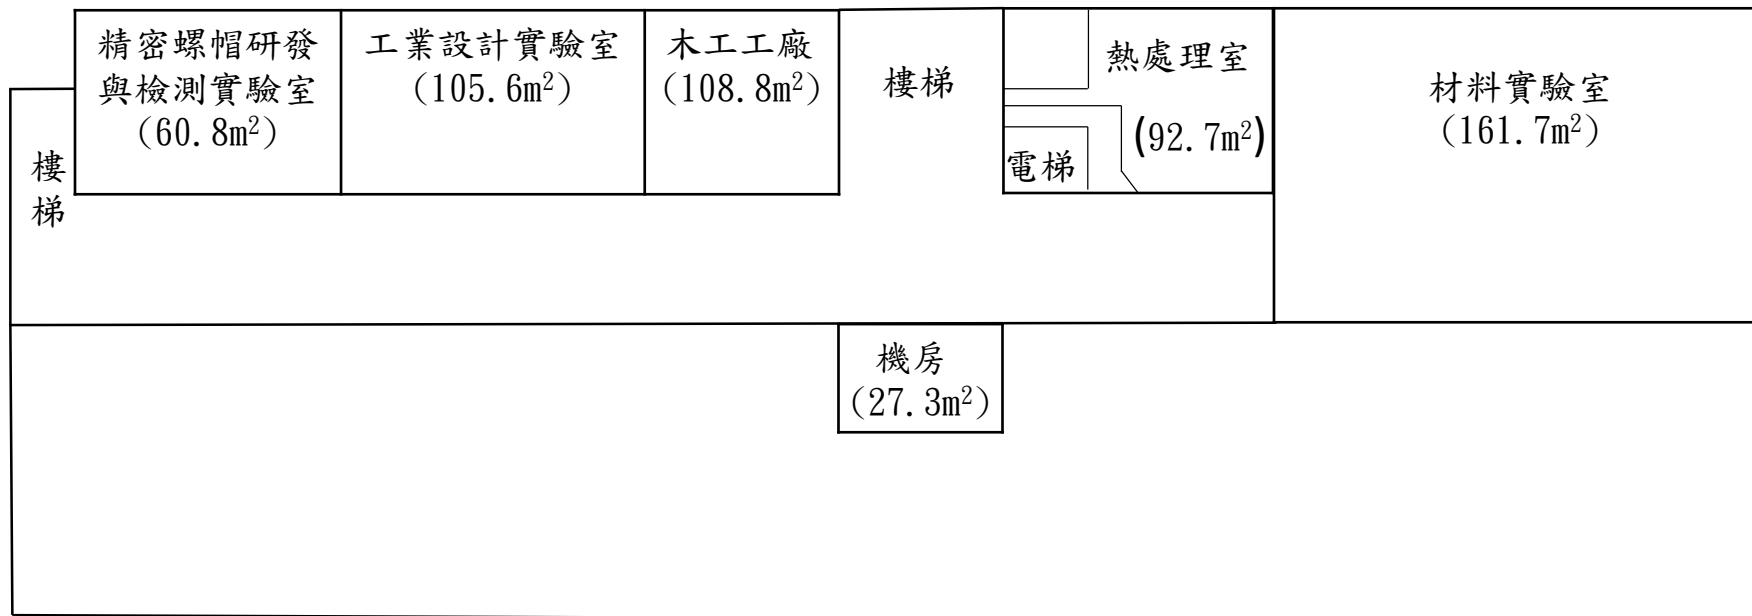 精密螺帽研發
與檢測實驗室
(60.8m²)
工業設計實驗室
(105.6m²)
木工工廠
(108.8m²)
樓梯
熱處理室
(92.7m²)
電梯
材料實驗室
(161.7m²)
樓
梯
機房
(27.3m²)